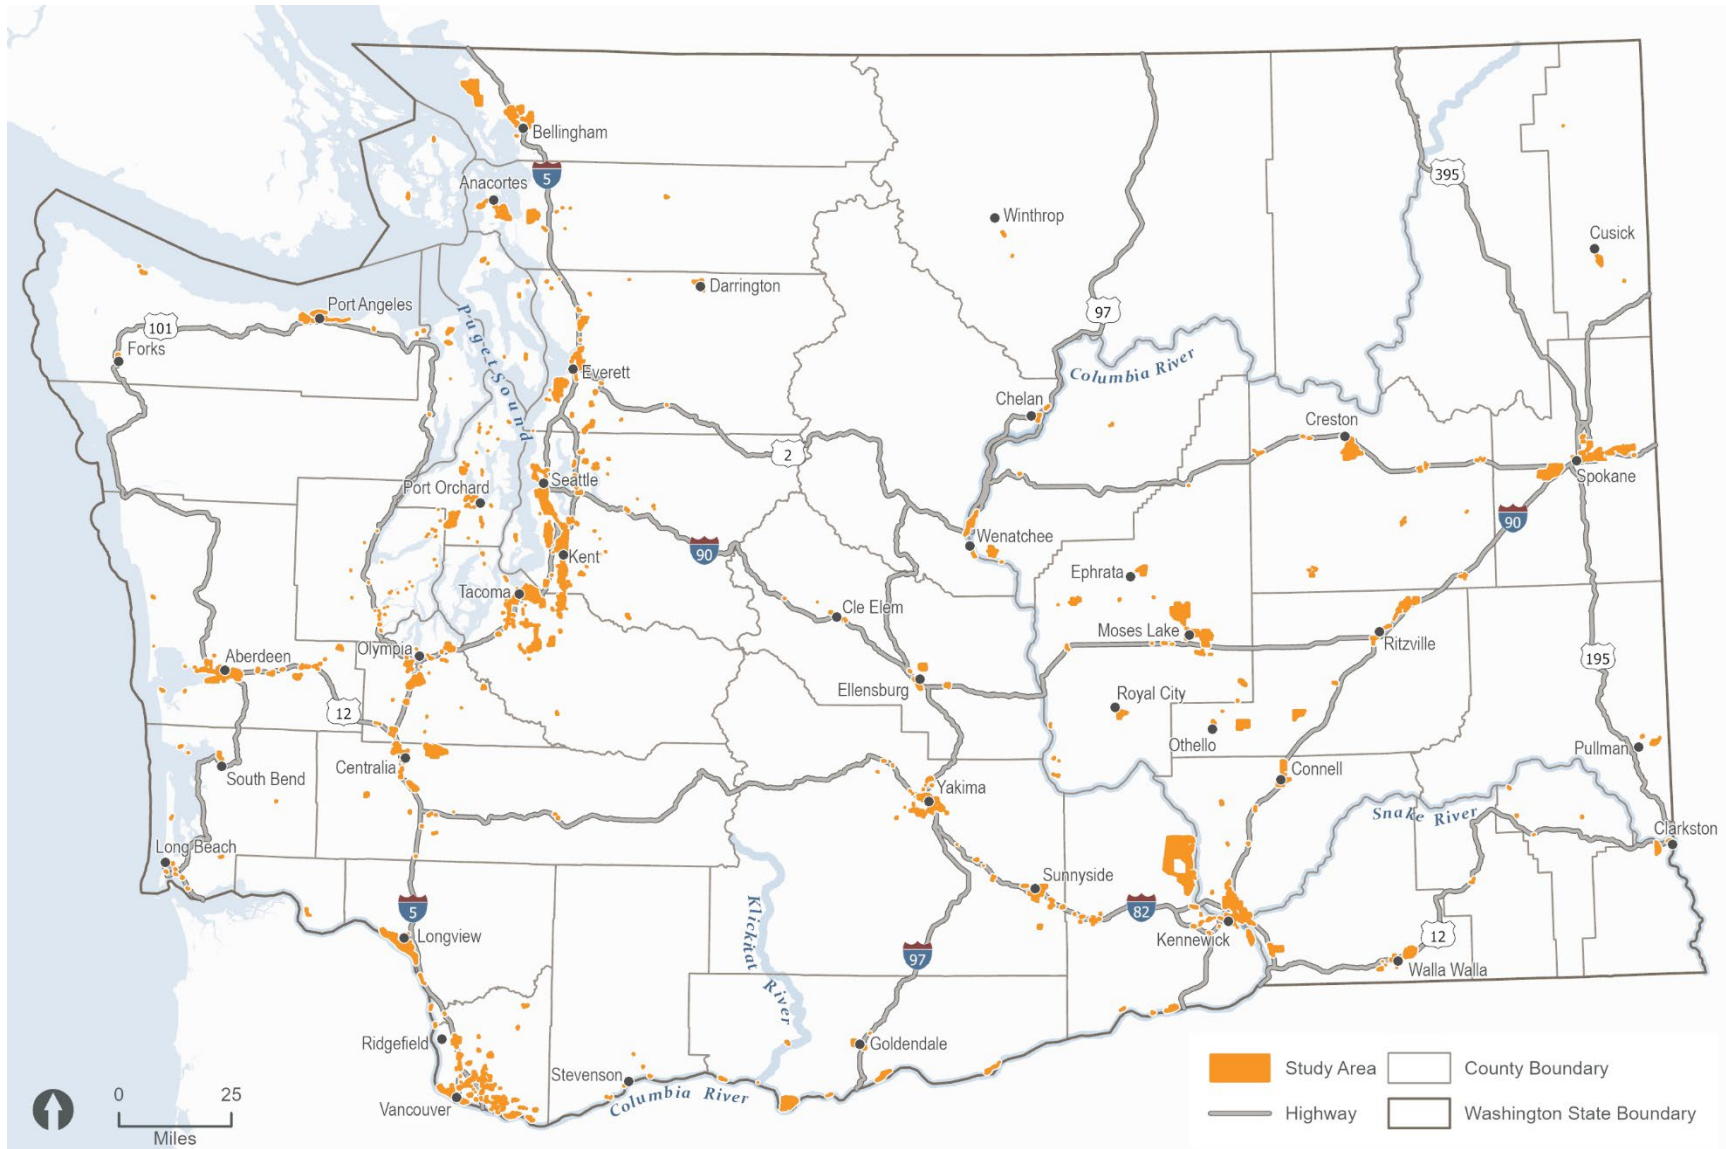 Bellingham
5
Anacortes
395
Winthrop
Cusick
Darrington
Port Angeles
97
101
Puget Sound
Forks
Everett
Columbia River
Chelan
Creston
2
Seattle
Spokane
Port Orchard
90
Wenatchee
90
Kent
Ephrata
Tacoma
Cle Elem
Moses Lake
Ritzville
Olympia
Aberdeen
195
Ellensburg
Royal City
12
Othello
Pullman
Centralia
South Bend
Connell
Yakima
Snake River
Clarkston
Long Beach
Sunnyside
5
82
Klickitat River
Longview
Kennewick
12
97
Walla Walla
Ridgefield
Goldendale
Stevenson
Vancouver
Columbia River
0 25
Miles
Study Area
County Boundary
Highway
Washington State Boundary